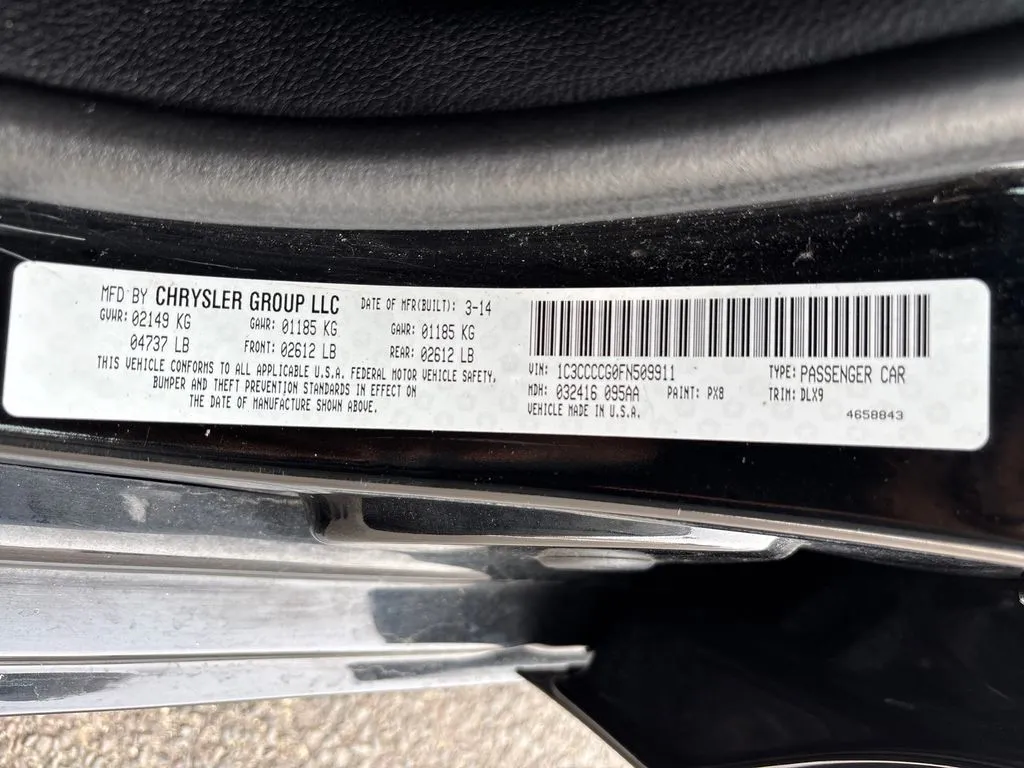 MFD BY CHRYSLER GROUP LLC DATE OF MFR(BUILT): 3-14
GVWR: 02149 KG GAWR: 01185 KG GAWR: 01185 KG
04737 LB FRONT: 02612 LB REAR: 02612 LB
THIS VEHICLE CONFORMS TO ALL APPLICABLE U.S.A. FEDERAL MOTOR VEHICLE SAFETY,
BUMPER AND THEFT PREVENTION STANDARDS IN EFFECT ON
THE DATE OF MANUFACTURE SHOWN ABOVE.
VIN: 1C3CCCCG0FN509911 TYPE: PASSENGER CAR
MDH: 032416 095AA PAINT: PX8 TRIM: DLX9
VEHICLE MADE IN U.S.A. 4658843